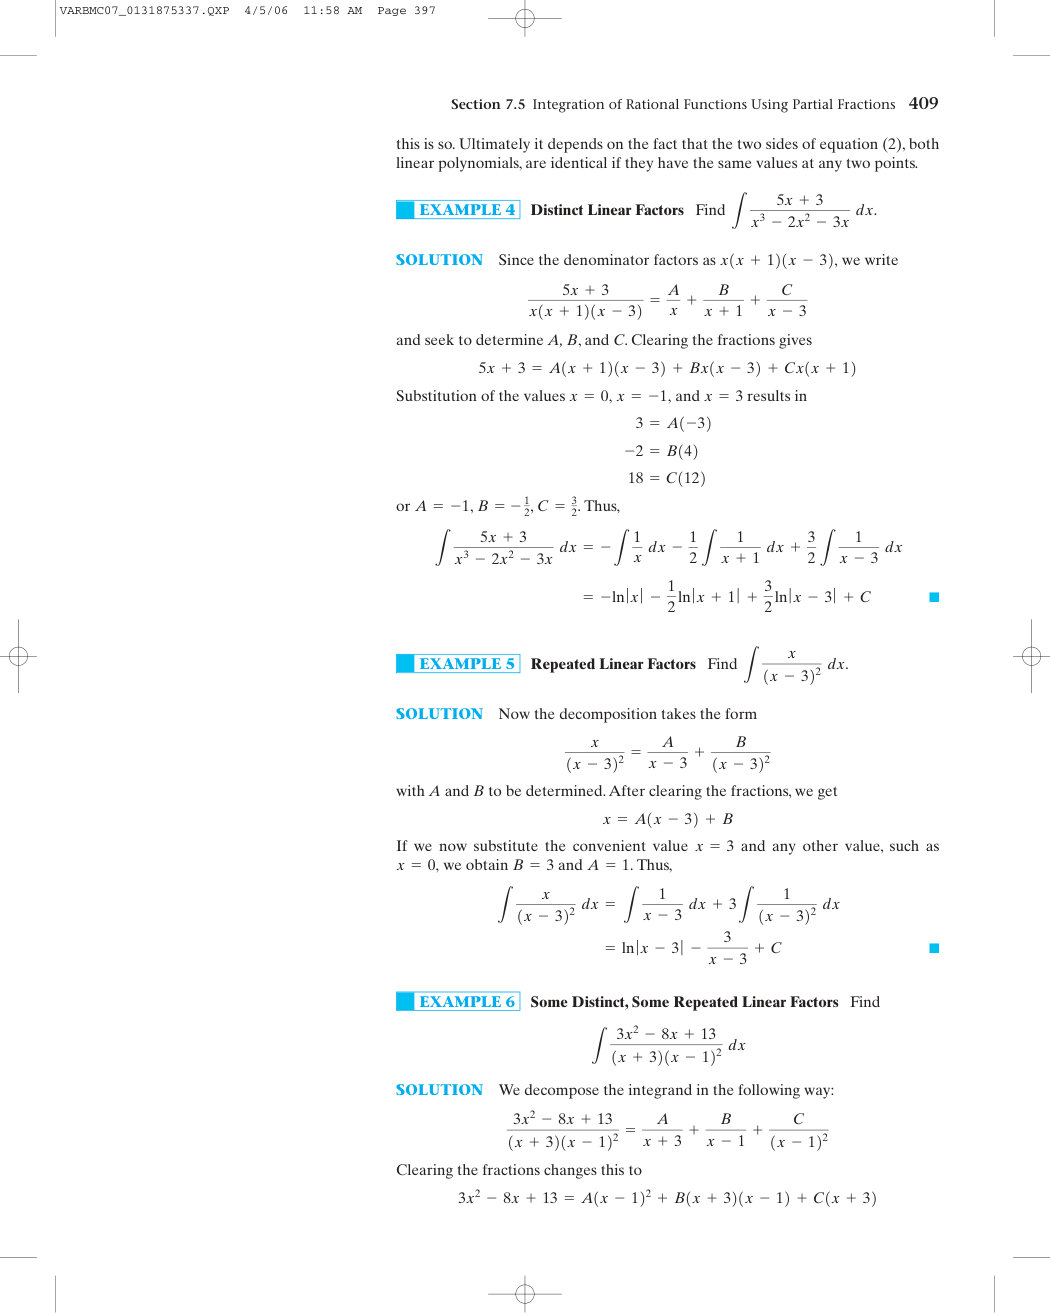 VARBMC07_0131875337.QXP 4/5/06 11:58 AM Page 397
Section 7.5 Integration of Rational Functions Using Partial Fractions 409
this is so. Ultimately it depends on the fact that the two sides of equation (2), both
linear polynomials, are identical if they have the same values at any two points.
EXAMPLE 4 Distinct Linear Factors Find ∫ (5x + 3)/(x³ − 2x² − 3x) dx.
SOLUTION Since the denominator factors as x(x + 1)(x − 3), we write
(5x + 3)/(x(x + 1)(x − 3)) = A/x + B/(x + 1) + C/(x − 3)
and seek to determine A, B, and C. Clearing the fractions gives
5x + 3 = A(x + 1)(x − 3) + Bx(x − 3) + Cx(x + 1)
Substitution of the values x = 0, x = −1, and x = 3 results in
3 = A(−3)
−2 = B(4)
18 = C(12)
or A = −1, B = −1/2, C = 3/2. Thus,
∫ (5x + 3)/(x³ − 2x² − 3x) dx = −∫ 1/x dx − 1/2 ∫ 1/(x + 1) dx + 3/2 ∫ 1/(x − 3) dx
= −ln|x| − 1/2 ln|x + 1| + 3/2 ln|x − 3| + C
EXAMPLE 5 Repeated Linear Factors Find ∫ x/(x − 3)² dx.
SOLUTION Now the decomposition takes the form
x/(x − 3)² = A/(x − 3) + B/(x − 3)²
with A and B to be determined. After clearing the fractions, we get
x = A(x − 3) + B
If we now substitute the convenient value x = 3 and any other value, such as
x = 0, we obtain B = 3 and A = 1. Thus,
∫ x/(x − 3)² dx = ∫ 1/(x − 3) dx + 3 ∫ 1/(x − 3)² dx
= ln|x − 3| − 3/(x − 3) + C
EXAMPLE 6 Some Distinct, Some Repeated Linear Factors Find
∫ (3x² − 8x + 13)/((x + 3)(x − 1)²) dx
SOLUTION We decompose the integrand in the following way:
(3x² − 8x + 13)/((x + 3)(x − 1)²) = A/(x + 3) + B/(x − 1) + C/(x − 1)²
Clearing the fractions changes this to
3x² − 8x + 13 = A(x − 1)² + B(x + 3)(x − 1) + C(x + 3)